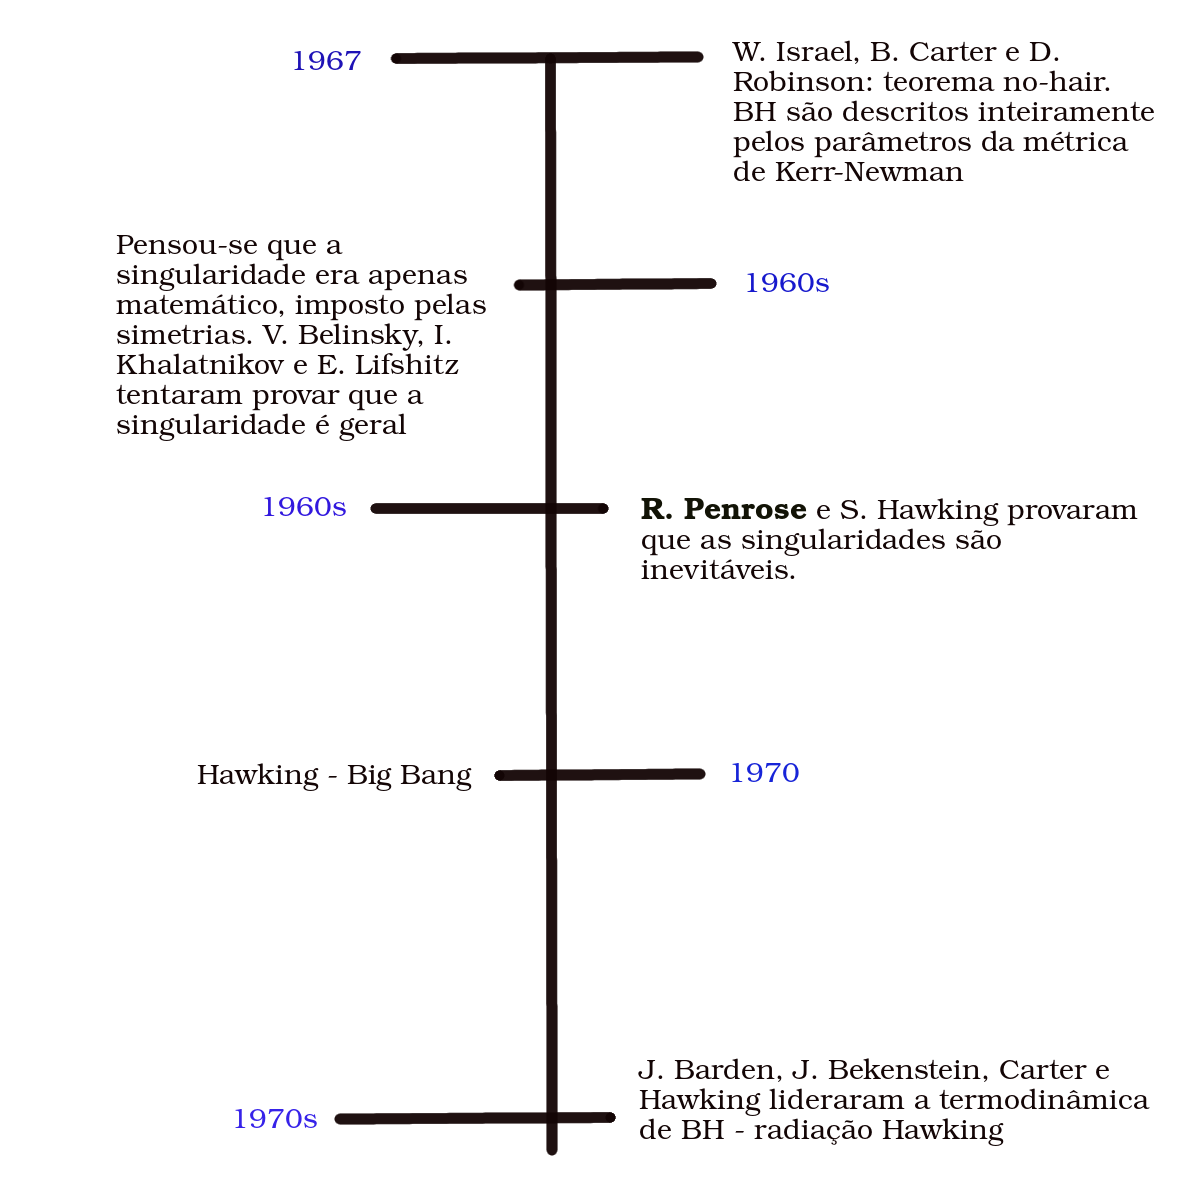 1967
W. Israel, B. Carter e D.
Robinson: teorema no-hair.
BH são descritos inteiramente
pelos parâmetros da métrica
de Kerr-Newman
Pensou-se que a
singularidade era apenas
matemático, imposto pelas
simetrias. V. Belinsky, I.
Khalatnikov e E. Lifshitz
tentaram provar que a
singularidade é geral
1960s
1960s
R. Penrose e S. Hawking provaram
que as singularidades são
inevitáveis.
Hawking - Big Bang
1970
1970s
J. Barden, J. Bekenstein, Carter e
Hawking lideraram a termodinâmica
de BH - radiação Hawking